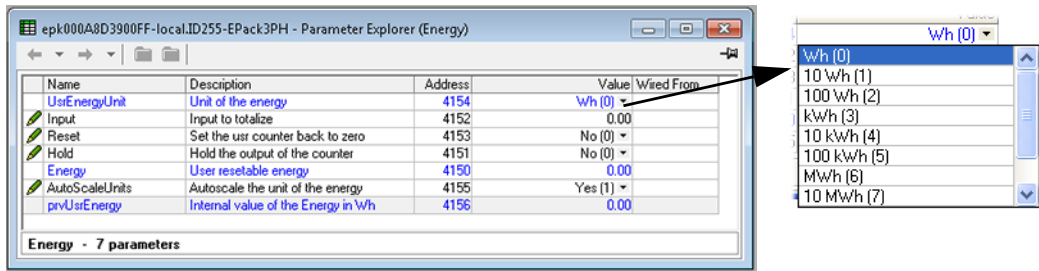 epk000A8D3900FF-local.ID255-EPack3PH - Parameter Explorer (Energy)
Name Description Address Value Wired From
UsrEnergyUnit Unit of the energy 4154 Wh (0)
Input Input to totalize 4152 0.00
Reset Set the usr counter back to zero 4153 No (0)
Hold Hold the output of the counter 4151 No (0)
Energy User resetable energy 4150 0.00
AutoScaleUnits Autoscale the unit of the energy 4155 Yes (1)
prvUsrEnergy Internal value of the Energy in Wh 4156 0.00
Energy - 7 parameters
Wh (0)
Wh (0)
10 Wh (1)
100 Wh (2)
kWh (3)
10 kWh (4)
100 kWh (5)
MWh (6)
10 MWh (7)